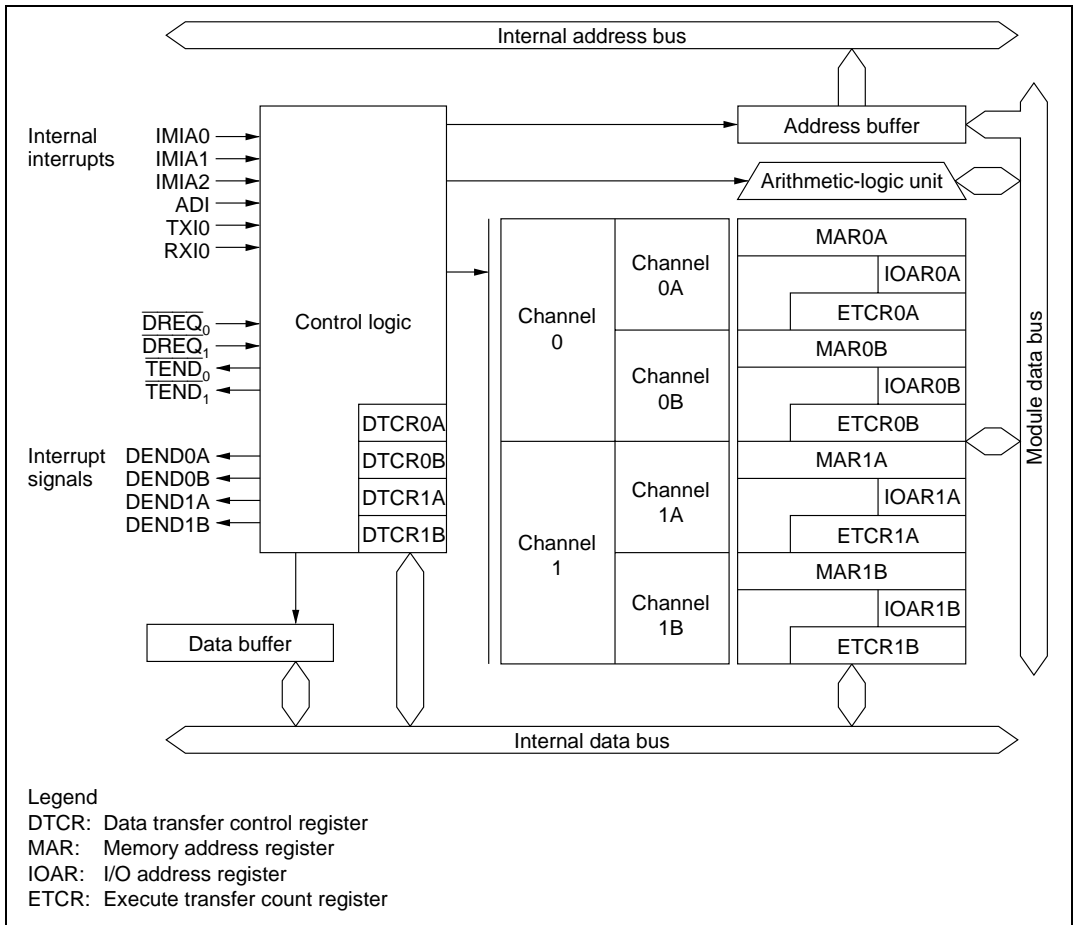 Internal address bus
Internal interrupts
IMIA0
IMIA1
IMIA2
ADI
TXI0
RXI0
D̅R̅E̅Q̅₀
D̅R̅E̅Q̅₁
T̅E̅N̅D̅₀
T̅E̅N̅D̅₁
Interrupt signals
DEND0A
DEND0B
DEND1A
DEND1B
Control logic
DTCR0A
DTCR0B
DTCR1A
DTCR1B
Data buffer
Address buffer
Arithmetic-logic unit
Channel 0
Channel 0A
Channel 0B
Channel 1
Channel 1A
Channel 1B
MAR0A
IOAR0A
ETCR0A
MAR0B
IOAR0B
ETCR0B
MAR1A
IOAR1A
ETCR1A
MAR1B
IOAR1B
ETCR1B
Module data bus
Internal data bus
Legend
DTCR: Data transfer control register
MAR: Memory address register
IOAR: I/O address register
ETCR: Execute transfer count register